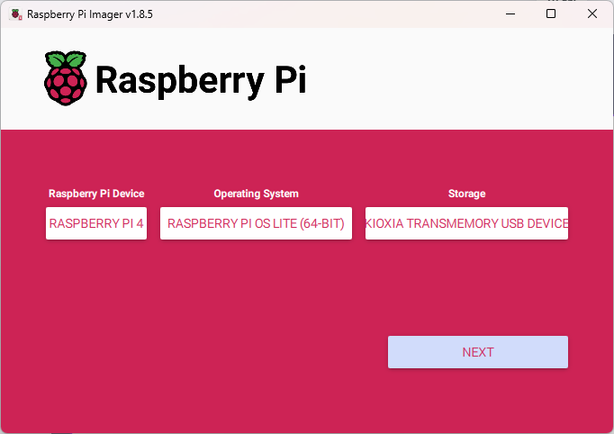 Raspberry Pi Imager v1.8.5
Raspberry Pi
Raspberry Pi Device
Operating System
Storage
RASPBERRY PI 4
RASPBERRY PI OS LITE (64-BIT)
KIOXIA TRANSMEMORY USB DEVICE
NEXT